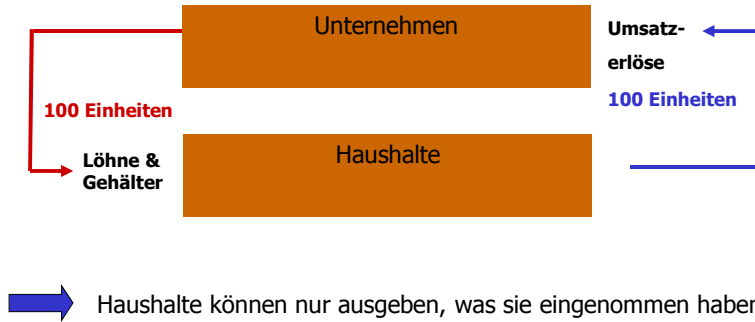 Unternehmen
Umsatz-
erlöse
100 Einheiten
100 Einheiten
Löhne &
Gehälter
Haushalte
Haushalte können nur ausgeben, was sie eingenommen haben